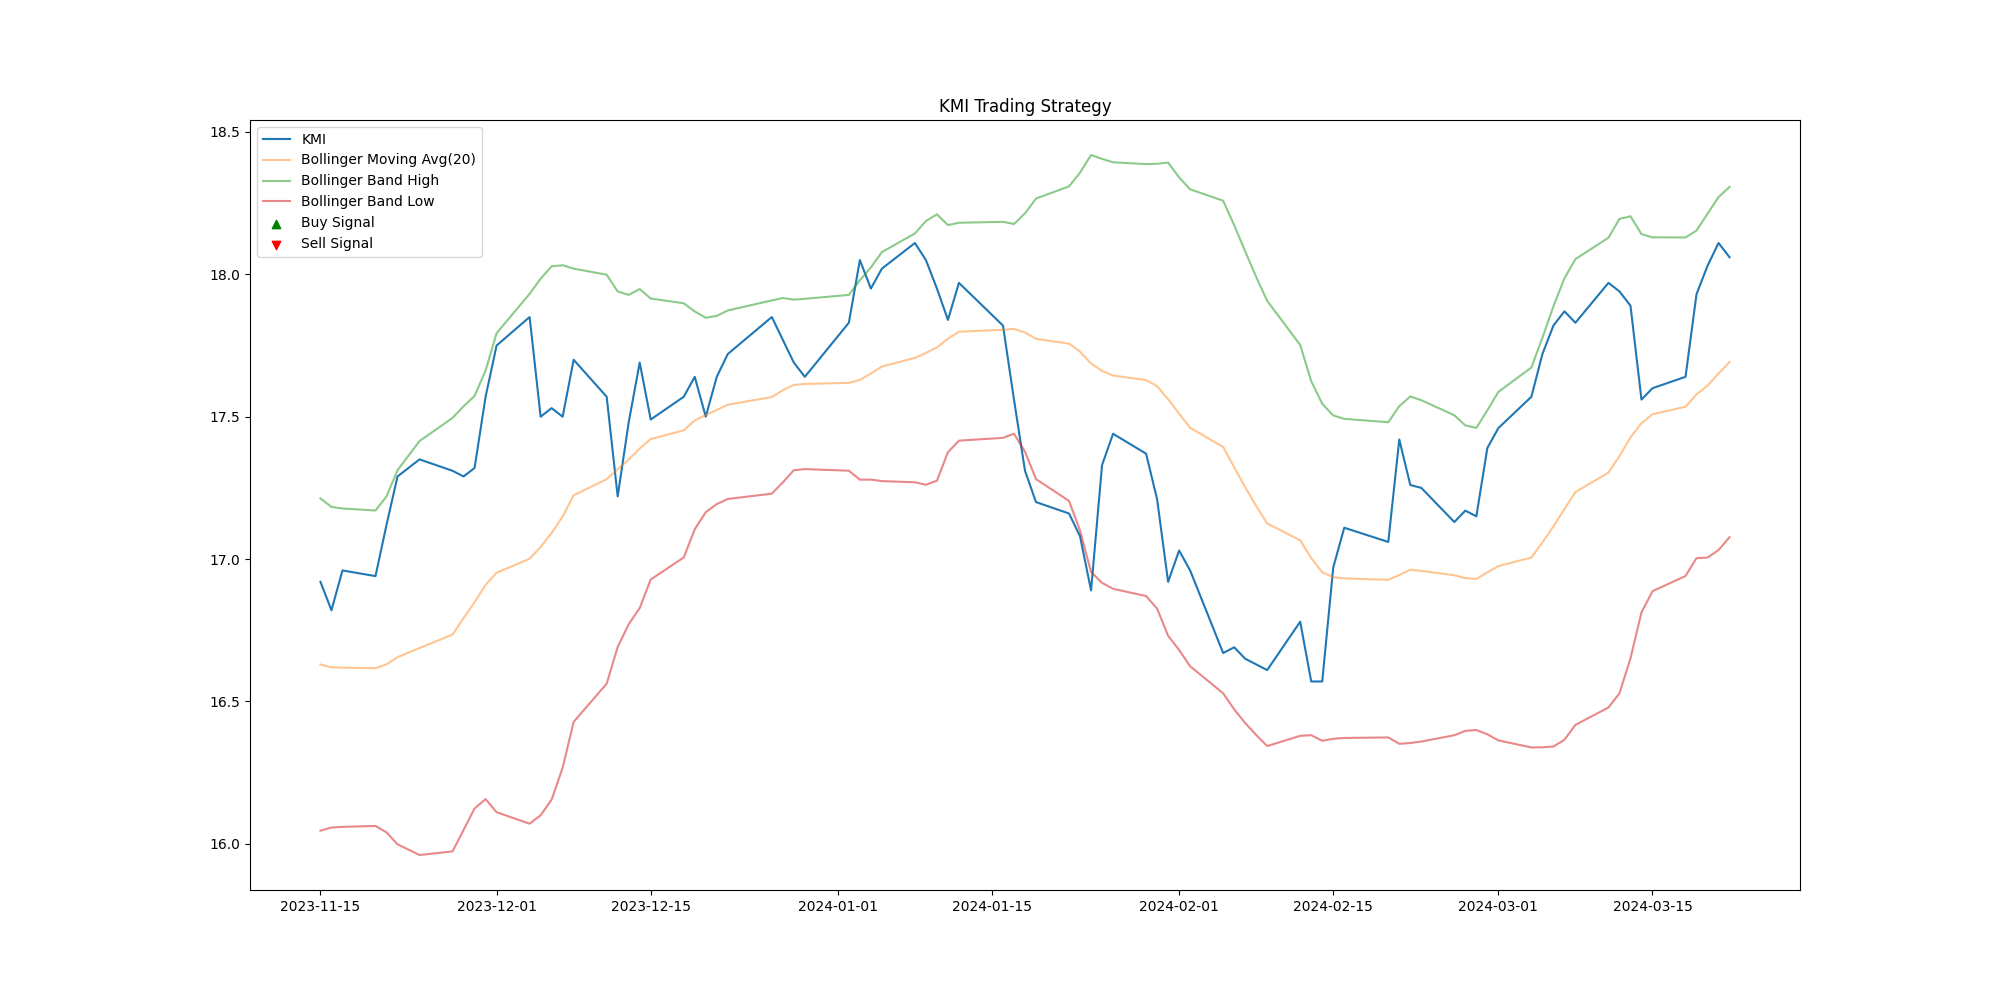 KMI Trading Strategy
18.5
18.0
17.5
17.0
16.5
16.0
KMI
Bollinger Moving Avg(20)
Bollinger Band High
Bollinger Band Low
Buy Signal
Sell Signal
2023-11-15
2023-12-01
2023-12-15
2024-01-01
2024-01-15
2024-02-01
2024-02-15
2024-03-01
2024-03-15